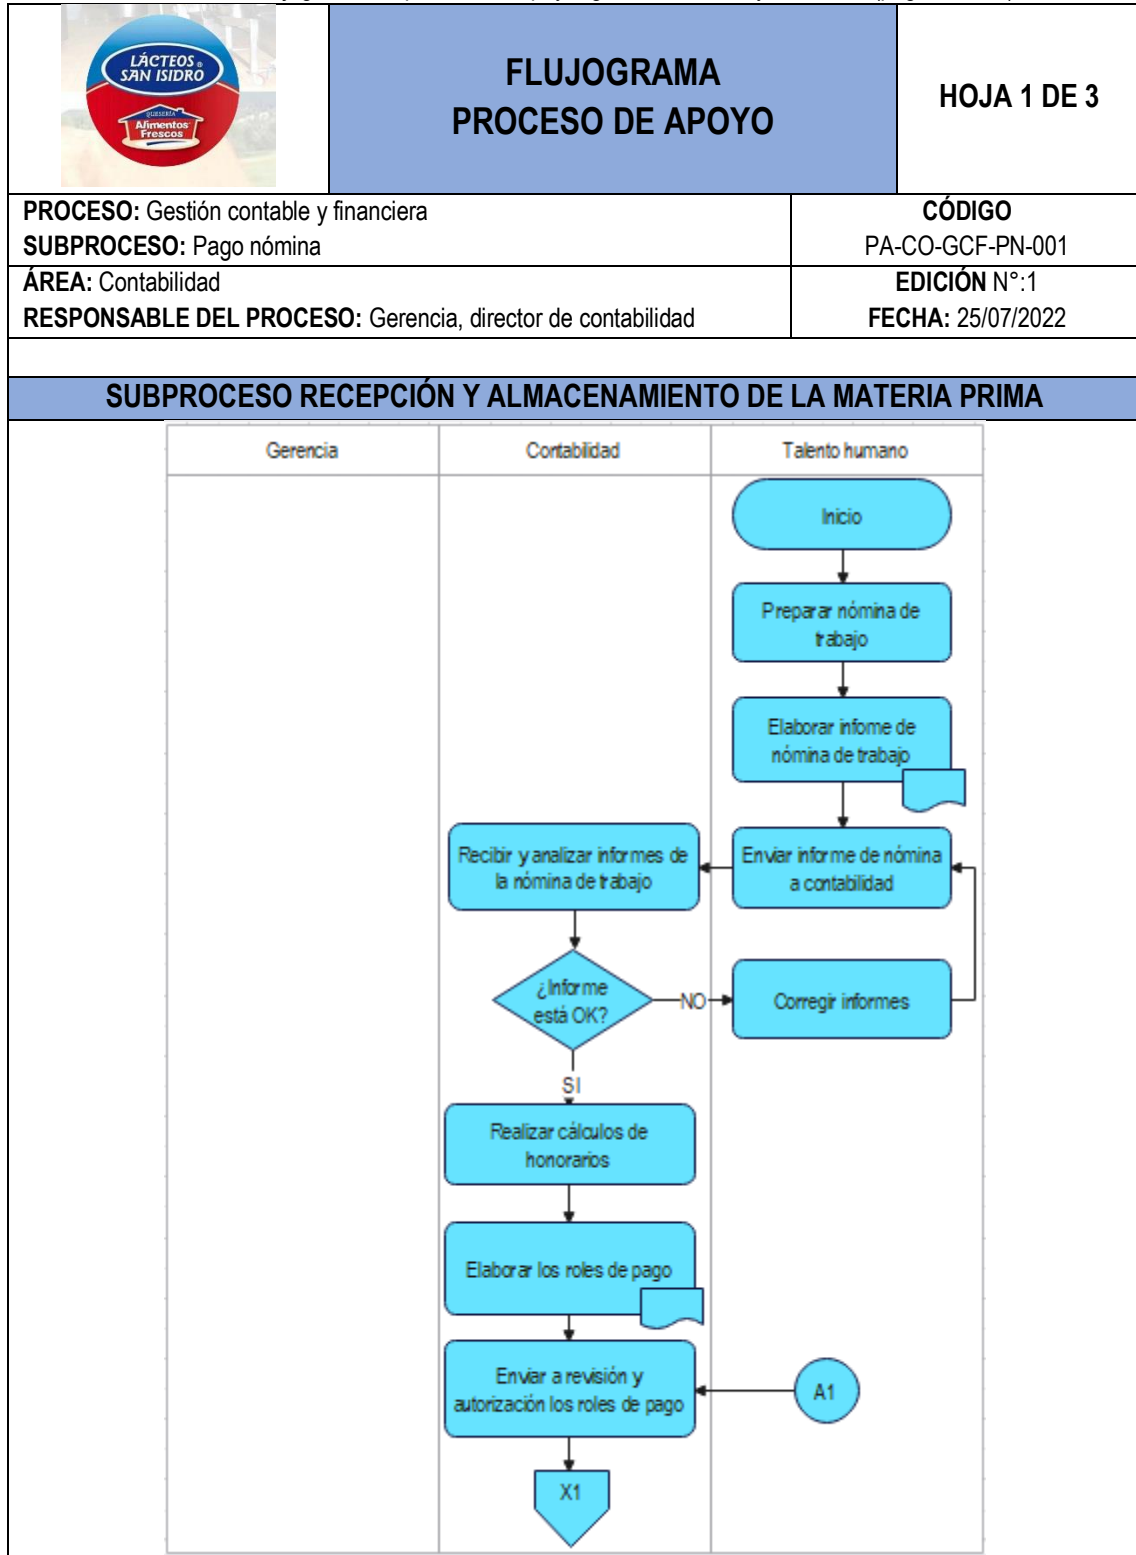 LÁCTEOS ®
SAN ISIDRO
QUESERÍA
Alimentos
Frescos
FLUJOGRAMA
PROCESO DE APOYO
HOJA 1 DE 3
PROCESO: Gestión contable y financiera
SUBPROCESO: Pago nómina
CÓDIGO
PA-CO-GCF-PN-001
ÁREA: Contabilidad
RESPONSABLE DEL PROCESO: Gerencia, director de contabilidad
EDICIÓN N°:1
FECHA: 25/07/2022
SUBPROCESO RECEPCIÓN Y ALMACENAMIENTO DE LA MATERIA PRIMA
Gerencia
Contabilidad
Talento humano
Inicio
Preparar nómina de
trabajo
Elaborar infome de
nómina de trabajo
Recibir y analizar informes de
la nómina de trabajo
Enviar informe de nómina
a contabilidad
¿Informe
está OK?
NO
Corregir informes
SI
Realizar cálculos de
honorarios
Elaborar los roles de pago
Enviar a revisión y
autorización los roles de pago
A1
X1